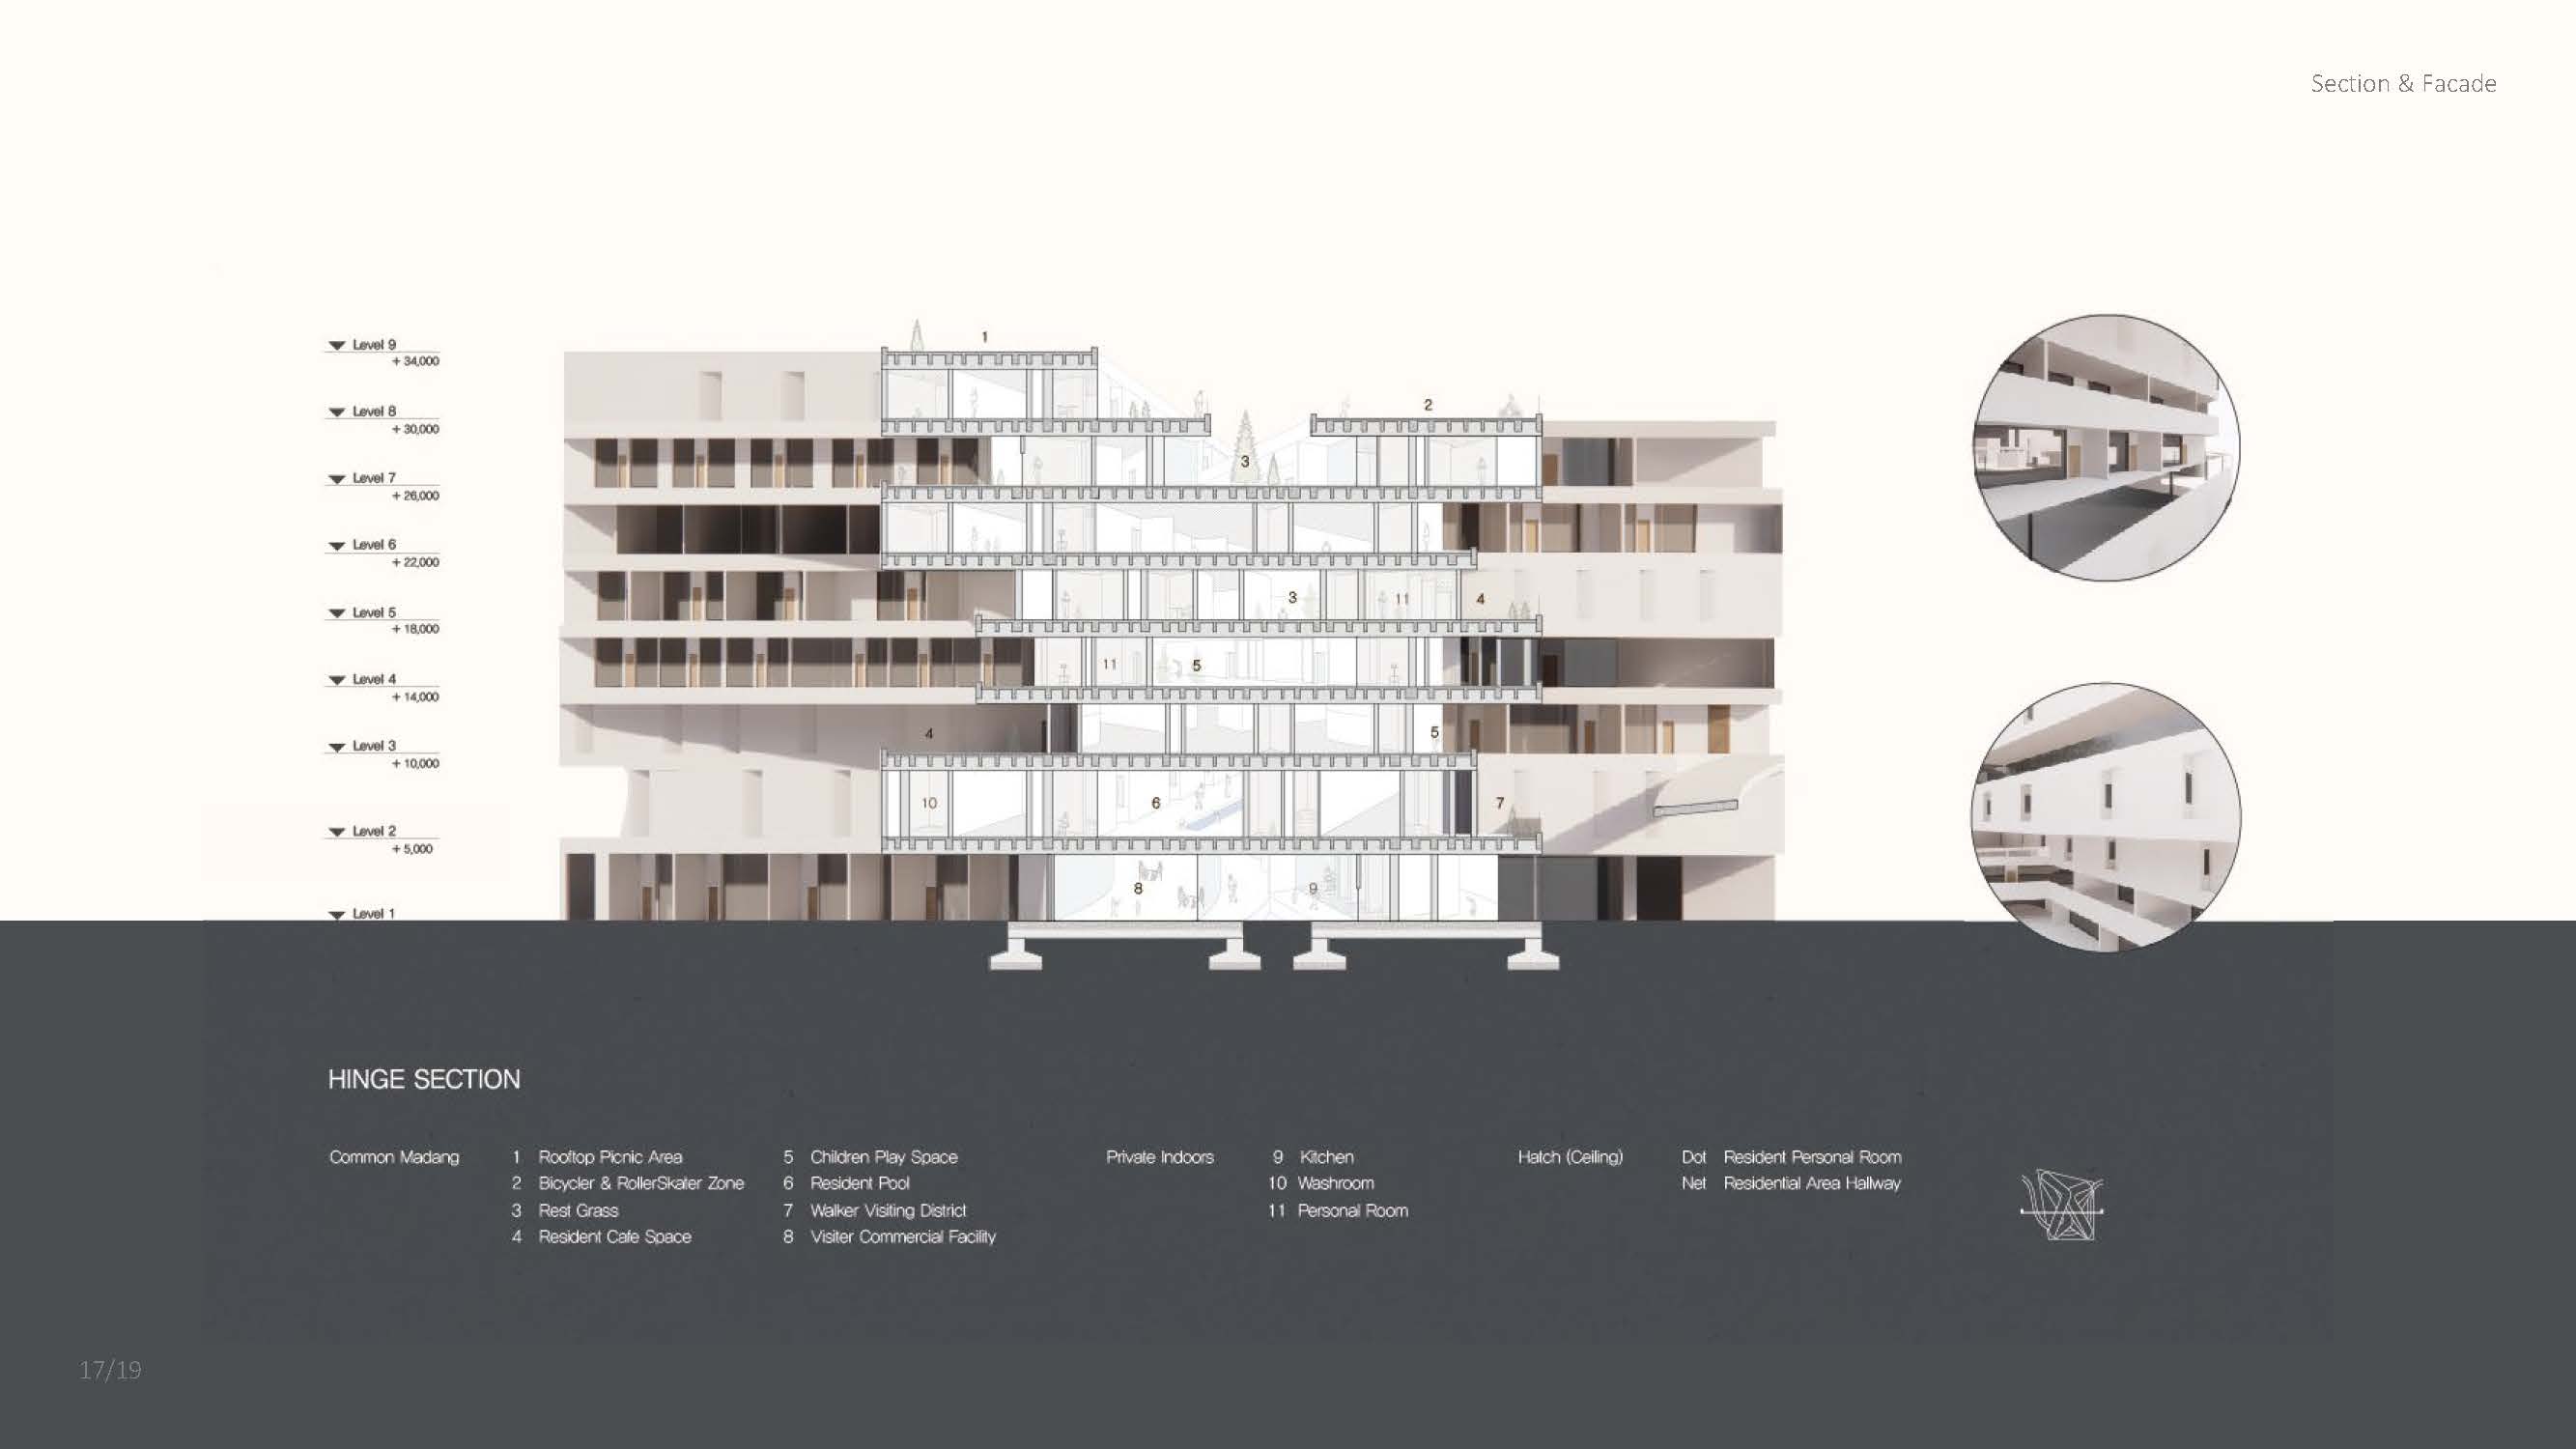 Section & Facade
Level 9
+ 34,000
Level 8
+ 30,000
Level 7
+ 26,000
Level 6
+ 22,000
Level 5
+ 18,000
Level 4
+ 14,000
Level 3
+ 10,000
Level 2
+ 5,000
Level 1
1
2
3
3
11
4
11
5
4
5
10
6
7
8
9
HINGE SECTION
Common Madang
1 Rooftop Picnic Area
2 Bicycler & RollerSkater Zone
3 Rest Grass
4 Resident Cafe Space
5 Children Play Space
6 Resident Pool
7 Walker Visiting District
8 Visiter Commercial Facility
Private Indoors
9 Kitchen
10 Washroom
11 Personal Room
Hatch (Ceiling)
Dot Resident Personal Room
Net Residential Area Hallway
17/19